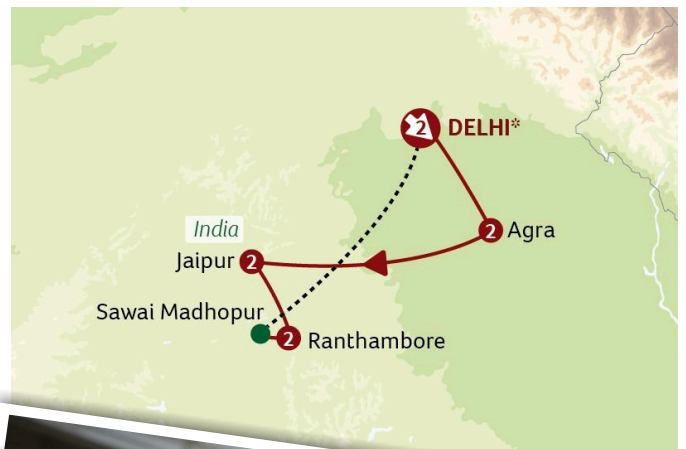 2
DELHI*
2
Agra
India
Jaipur
2
Sawai Madhopur
2
Ranthambore